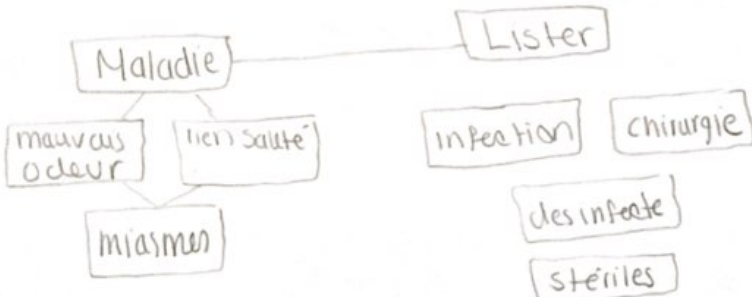 Maladie
Lister
mauvais
odeur
lien saleté
infection
chirurgie
miasmes
desinfecte
stériles